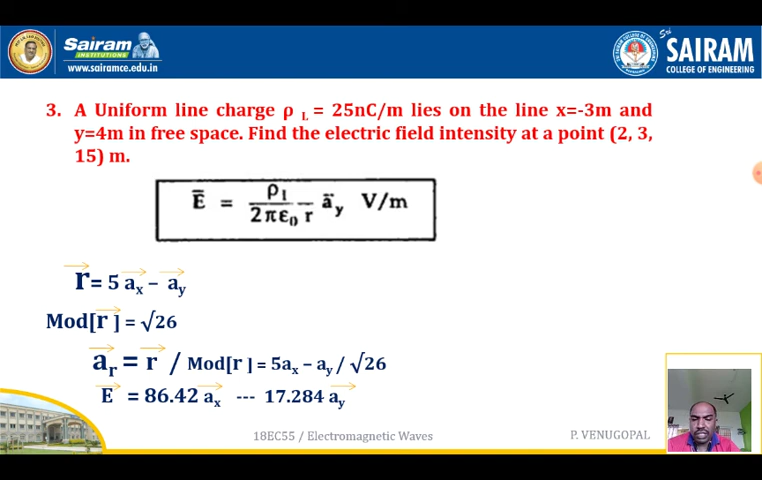 Sairam
INSTITUTIONS
www.sairamce.edu.in
SAIRAM
COLLEGE OF ENGINEERING
3. A Uniform line charge ρ L = 25nC/m lies on the line x=-3m and
y=4m in free space. Find the electric field intensity at a point (2, 3,
15) m.
Ē = ρl / 2πε0 r āy V/m
r = 5 ax – ay
Mod[r ] = √26
ar = r / Mod[r ] = 5ax – ay / √26
E = 86.42 ax --- 17.284 ay
18EC55 / Electromagnetic Waves
P. VENUGOPAL